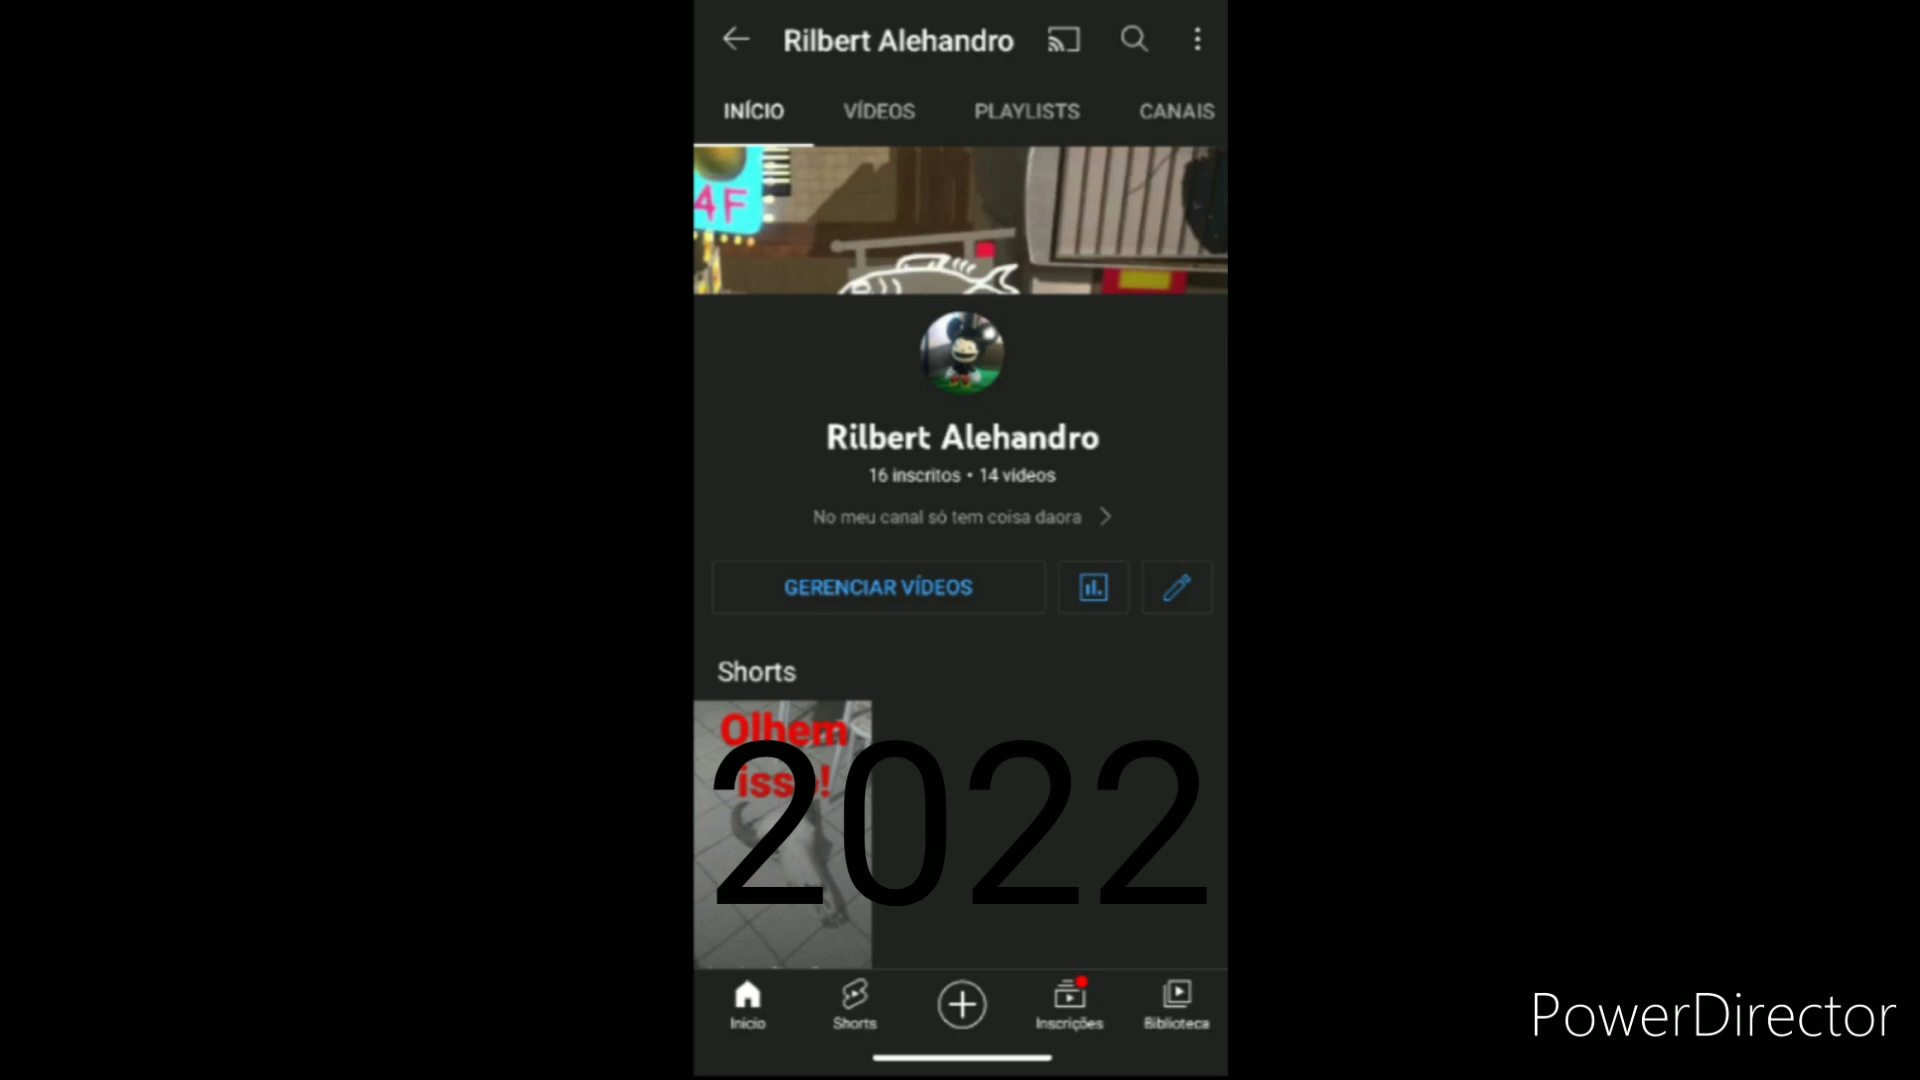 Rilbert Alehandro
INÍCIO VÍDEOS PLAYLISTS CANAIS
4F
Rilbert Alehandro
16 inscritos • 14 vídeos
No meu canal só tem coisa daora
GERENCIAR VÍDEOS
Shorts
Olhem
isso!
2022
Início Shorts Inscrições Biblioteca
PowerDirector